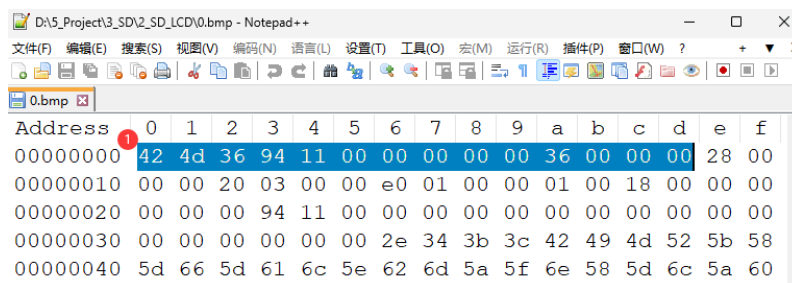 D:\5_Project\3_SD\2_SD_LCD\0.bmp - Notepad++
文件(F) 编辑(E) 搜索(S) 视图(V) 编码(N) 语言(L) 设置(T) 工具(O) 宏(M) 运行(R) 插件(P) 窗口(W) ? + ▼
0.bmp
Address 0 1 2 3 4 5 6 7 8 9 a b c d e f
1
00000000 42 4d 36 94 11 00 00 00 00 00 36 00 00 00 28 00
00000010 00 00 20 03 00 00 e0 01 00 00 01 00 18 00 00 00
00000020 00 00 00 94 11 00 00 00 00 00 00 00 00 00 00 00
00000030 00 00 00 00 00 00 2e 34 3b 3c 42 49 4d 52 5b 58
00000040 5d 66 5d 61 6c 5e 62 6d 5a 5f 6e 58 5d 6c 5a 60